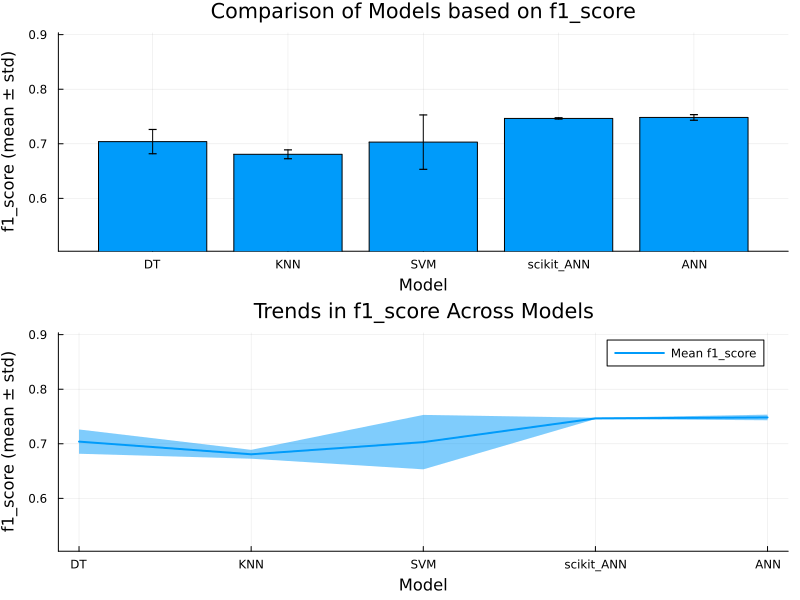 Comparison of Models based on f1_score
f1_score (mean ± std)
0.9
0.8
0.7
0.6
DT KNN SVM scikit_ANN ANN
Model
Trends in f1_score Across Models
f1_score (mean ± std)
0.9
0.8
0.7
0.6
Mean f1_score
DT KNN SVM scikit_ANN ANN
Model